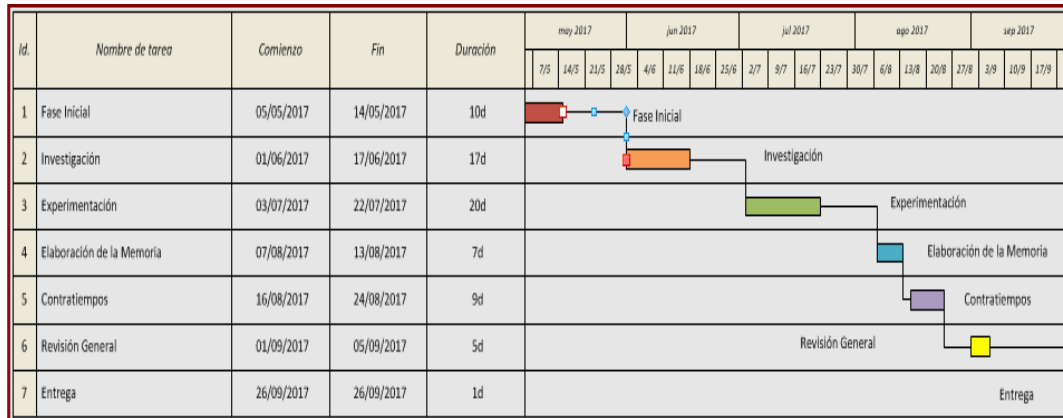 Id. Nombre de tarea Comienzo Fin Duración may 2017 jun 2017 jul 2017 ago 2017 sep 2017
7/5 14/5 21/5 28/5 4/6 11/6 18/6 25/6 2/7 9/7 16/7 23/7 30/7 6/8 13/8 20/8 27/8 3/9 10/9 17/9
1 Fase Inicial 05/05/2017 14/05/2017 10d Fase Inicial
2 Investigación 01/06/2017 17/06/2017 17d Investigación
3 Experimentación 03/07/2017 22/07/2017 20d Experimentación
4 Elaboración de la Memoria 07/08/2017 13/08/2017 7d Elaboración de la Memoria
5 Contratiempos 16/08/2017 24/08/2017 9d Contratiempos
6 Revisión General 01/09/2017 05/09/2017 5d Revisión General
7 Entrega 26/09/2017 26/09/2017 1d Entrega